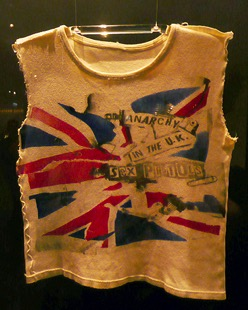 ANARCHY
IN THE U.K.
SEX PISTOLS